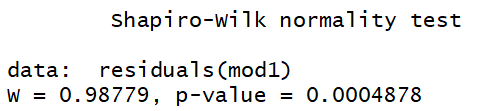 Shapiro-Wilk normality test
data:  residuals(mod1)
W = 0.98779, p-value = 0.0004878